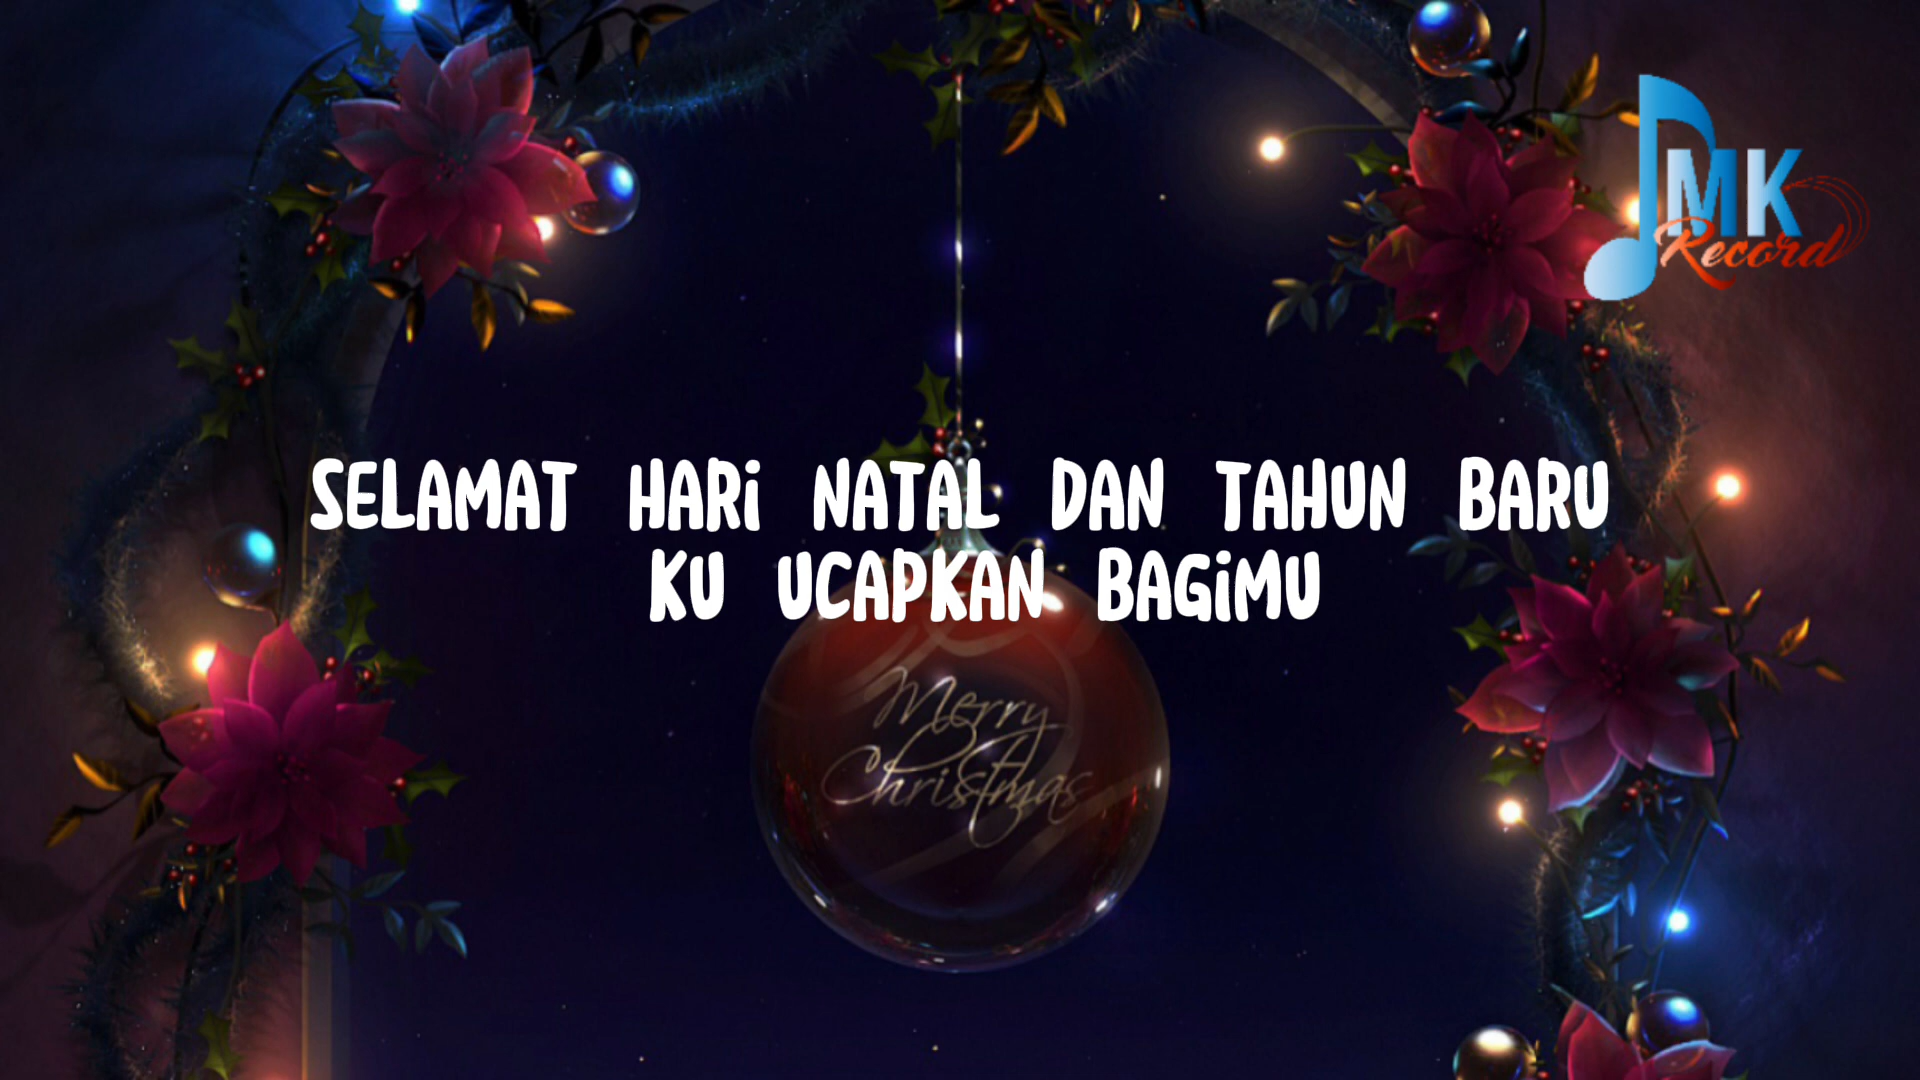 MK
Record
SELAMAT HARI NATAL DAN TAHUN BARU
KU UCAPKAN BAGIMU
Merry
Christmas